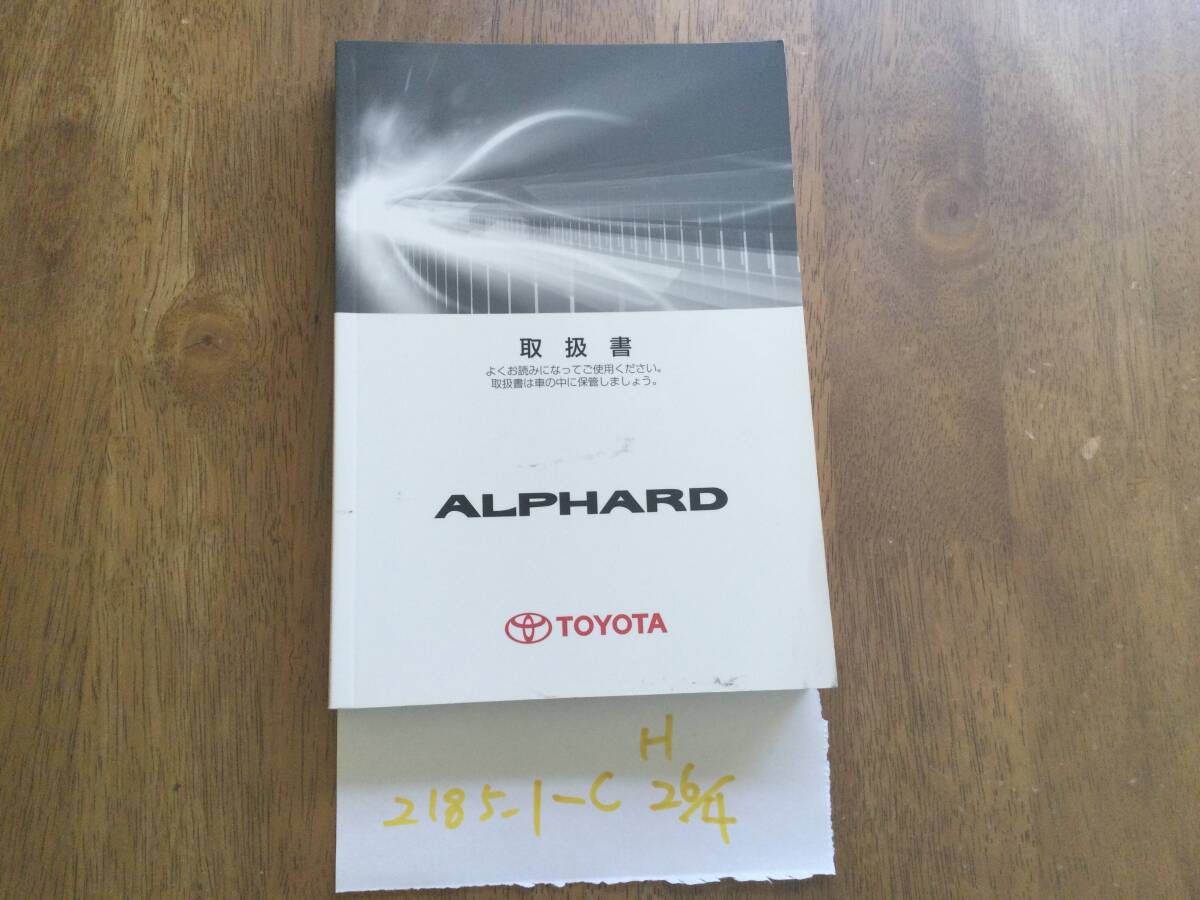 取扱書
よくお読みになってご使用ください。
取扱書は車の中に保管しましょう。
ALPHARD
TOYOTA
H
2185-1-C 26/4